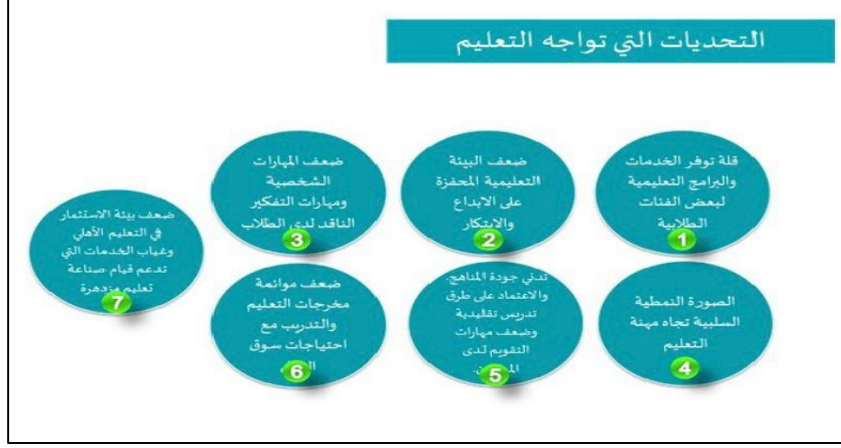 التحديات التي تواجه التعليم
قلة توفر الخدمات
والبرامج التعليمية
لبعض الفئات
الطلابية
1
ضعف البيئة
التعليمية المحفزة
على الابداع
والابتكار
2
ضعف المهارات
الشخصية
ومهارات التفكير
الناقد لدى الطلاب
3
الصورة النمطية
السلبية تجاه مهنة
التعليم
4
تدني جودة المناهج.
والاعتماد على طرق
تدريس تقليدية
وضعف مهارات
التقويم لدى
5
ضعف موائمة
مخرجات التعليم
والتدريب مع
احتياجات سوق
6
ضعف بيئة الاستثمار
في التعليم الأهلي
وغياب الخدمات التي
تدعم قيام صناعة
تعليم مزدهرة
7